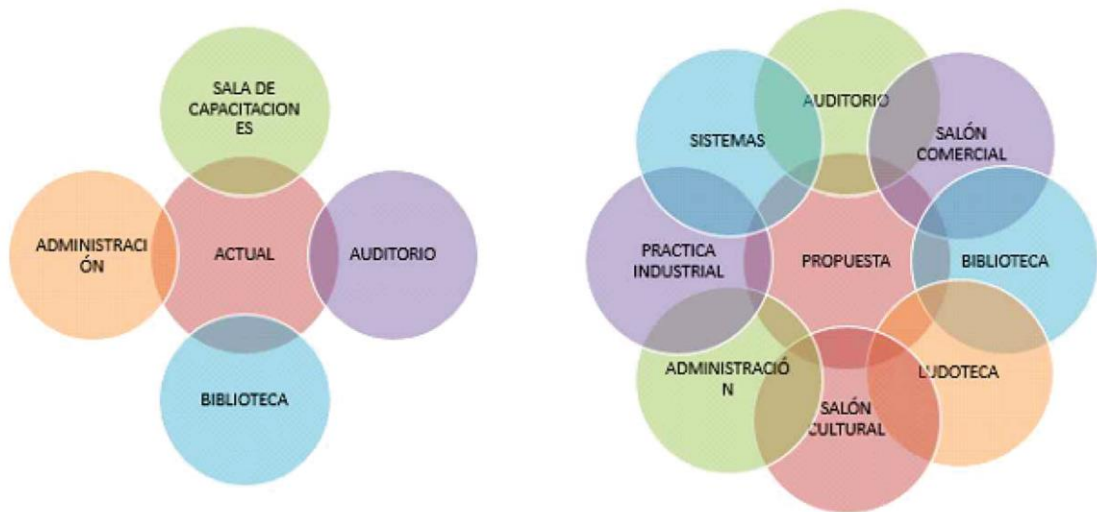 SALA DE
CAPACITACION
ES
ADMINISTRACI
ÓN
ACTUAL
AUDITORIO
BIBLIOTECA
AUDITORIO
SISTEMAS
SALÓN
COMERCIAL
PRACTICA
INDUSTRIAL
PROPUESTA
BIBLIOTECA
ADMINISTRACIÓ
N
LUDOTECA
SALÓN
CULTURAL